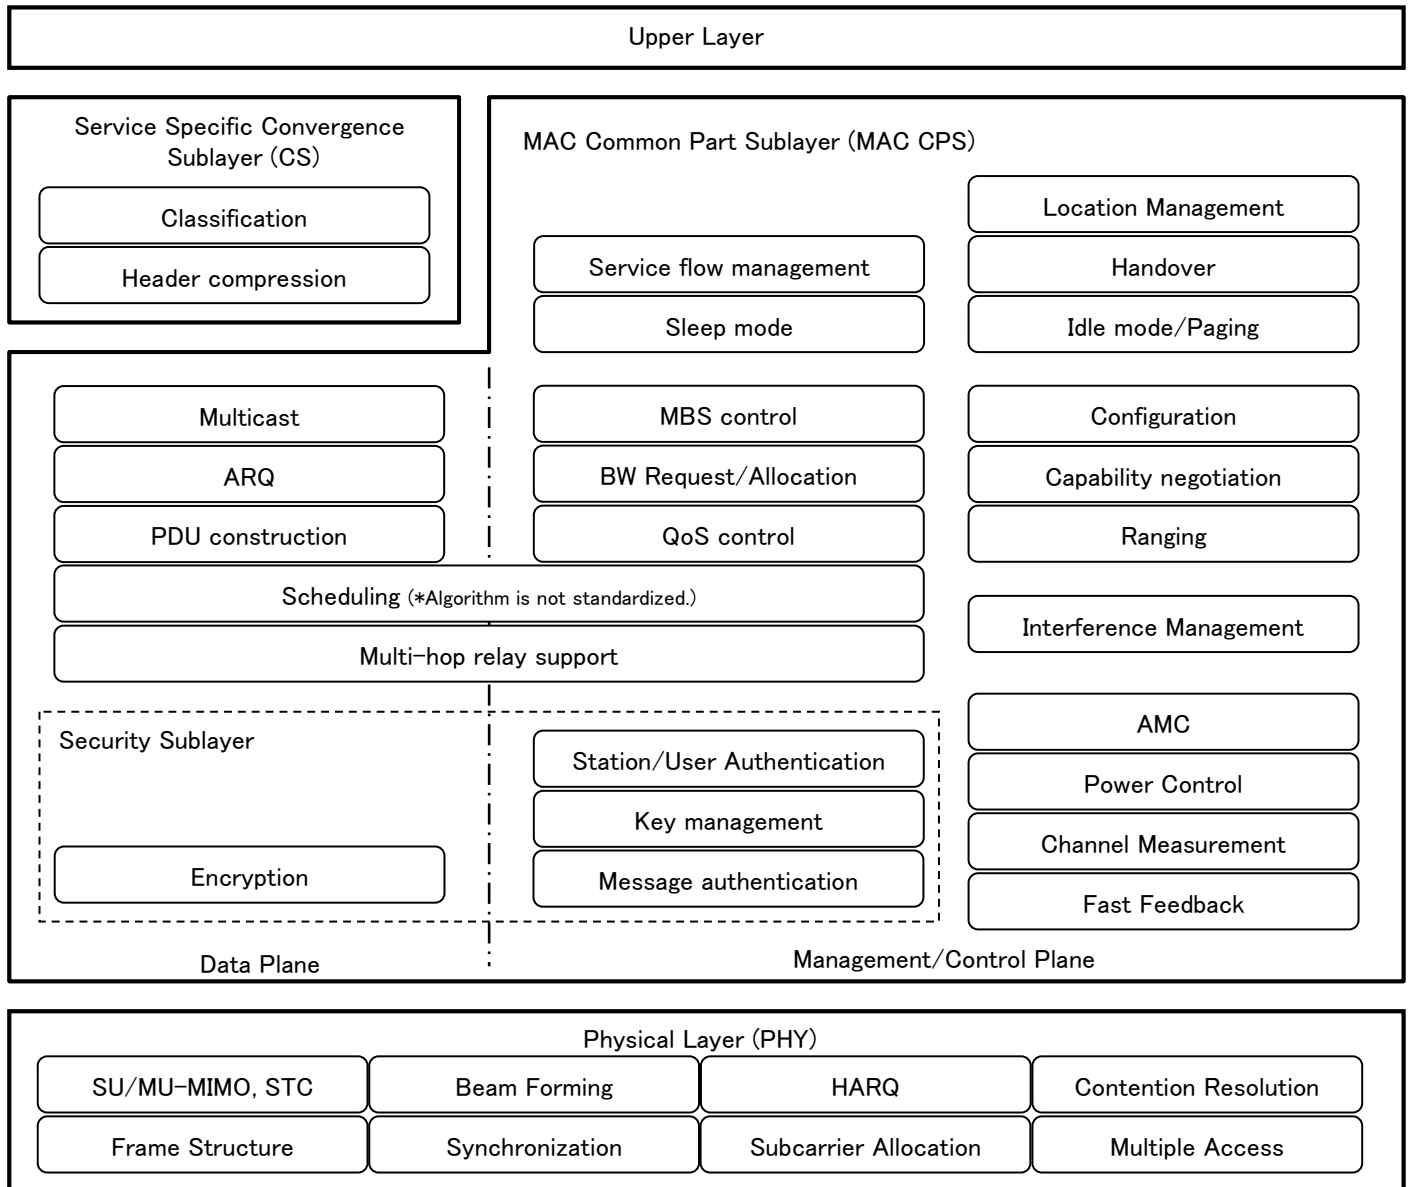 Upper Layer
Service Specific Convergence
Sublayer (CS)
Classification
Header compression
MAC Common Part Sublayer (MAC CPS)
Service flow management
Sleep mode
Location Management
Handover
Idle mode/Paging
Multicast
ARQ
PDU construction
MBS control
BW Request/Allocation
QoS control
Configuration
Capability negotiation
Ranging
Scheduling (*Algorithm is not standardized.)
Multi-hop relay support
Interference Management
Security Sublayer
Encryption
Station/User Authentication
Key management
Message authentication
AMC
Power Control
Channel Measurement
Fast Feedback
Data Plane
Management/Control Plane
Physical Layer (PHY)
SU/MU-MIMO, STC
Beam Forming
HARQ
Contention Resolution
Frame Structure
Synchronization
Subcarrier Allocation
Multiple Access